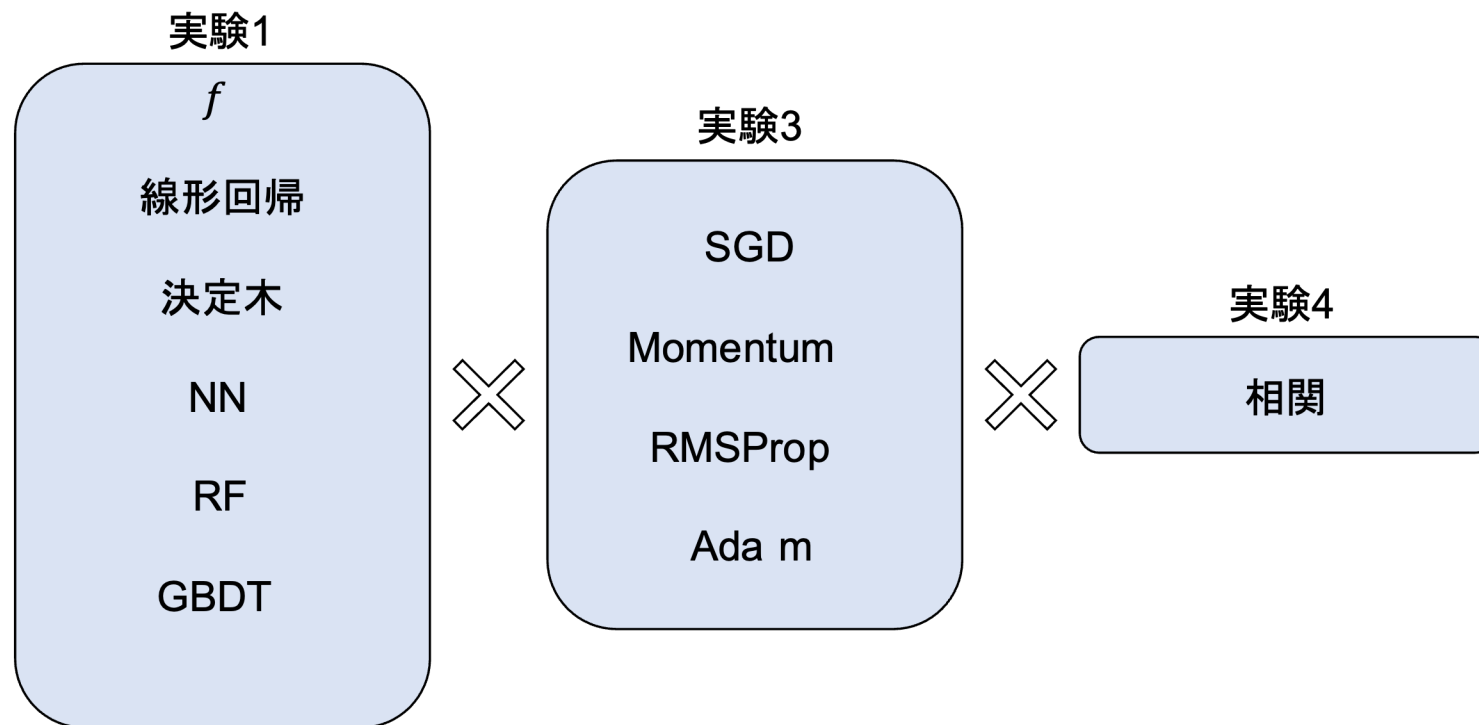 実験1
f
線形回帰
決定木
NN
RF
GBDT
実験3
SGD
Momentum
RMSProp
Ada m
実験4
相関